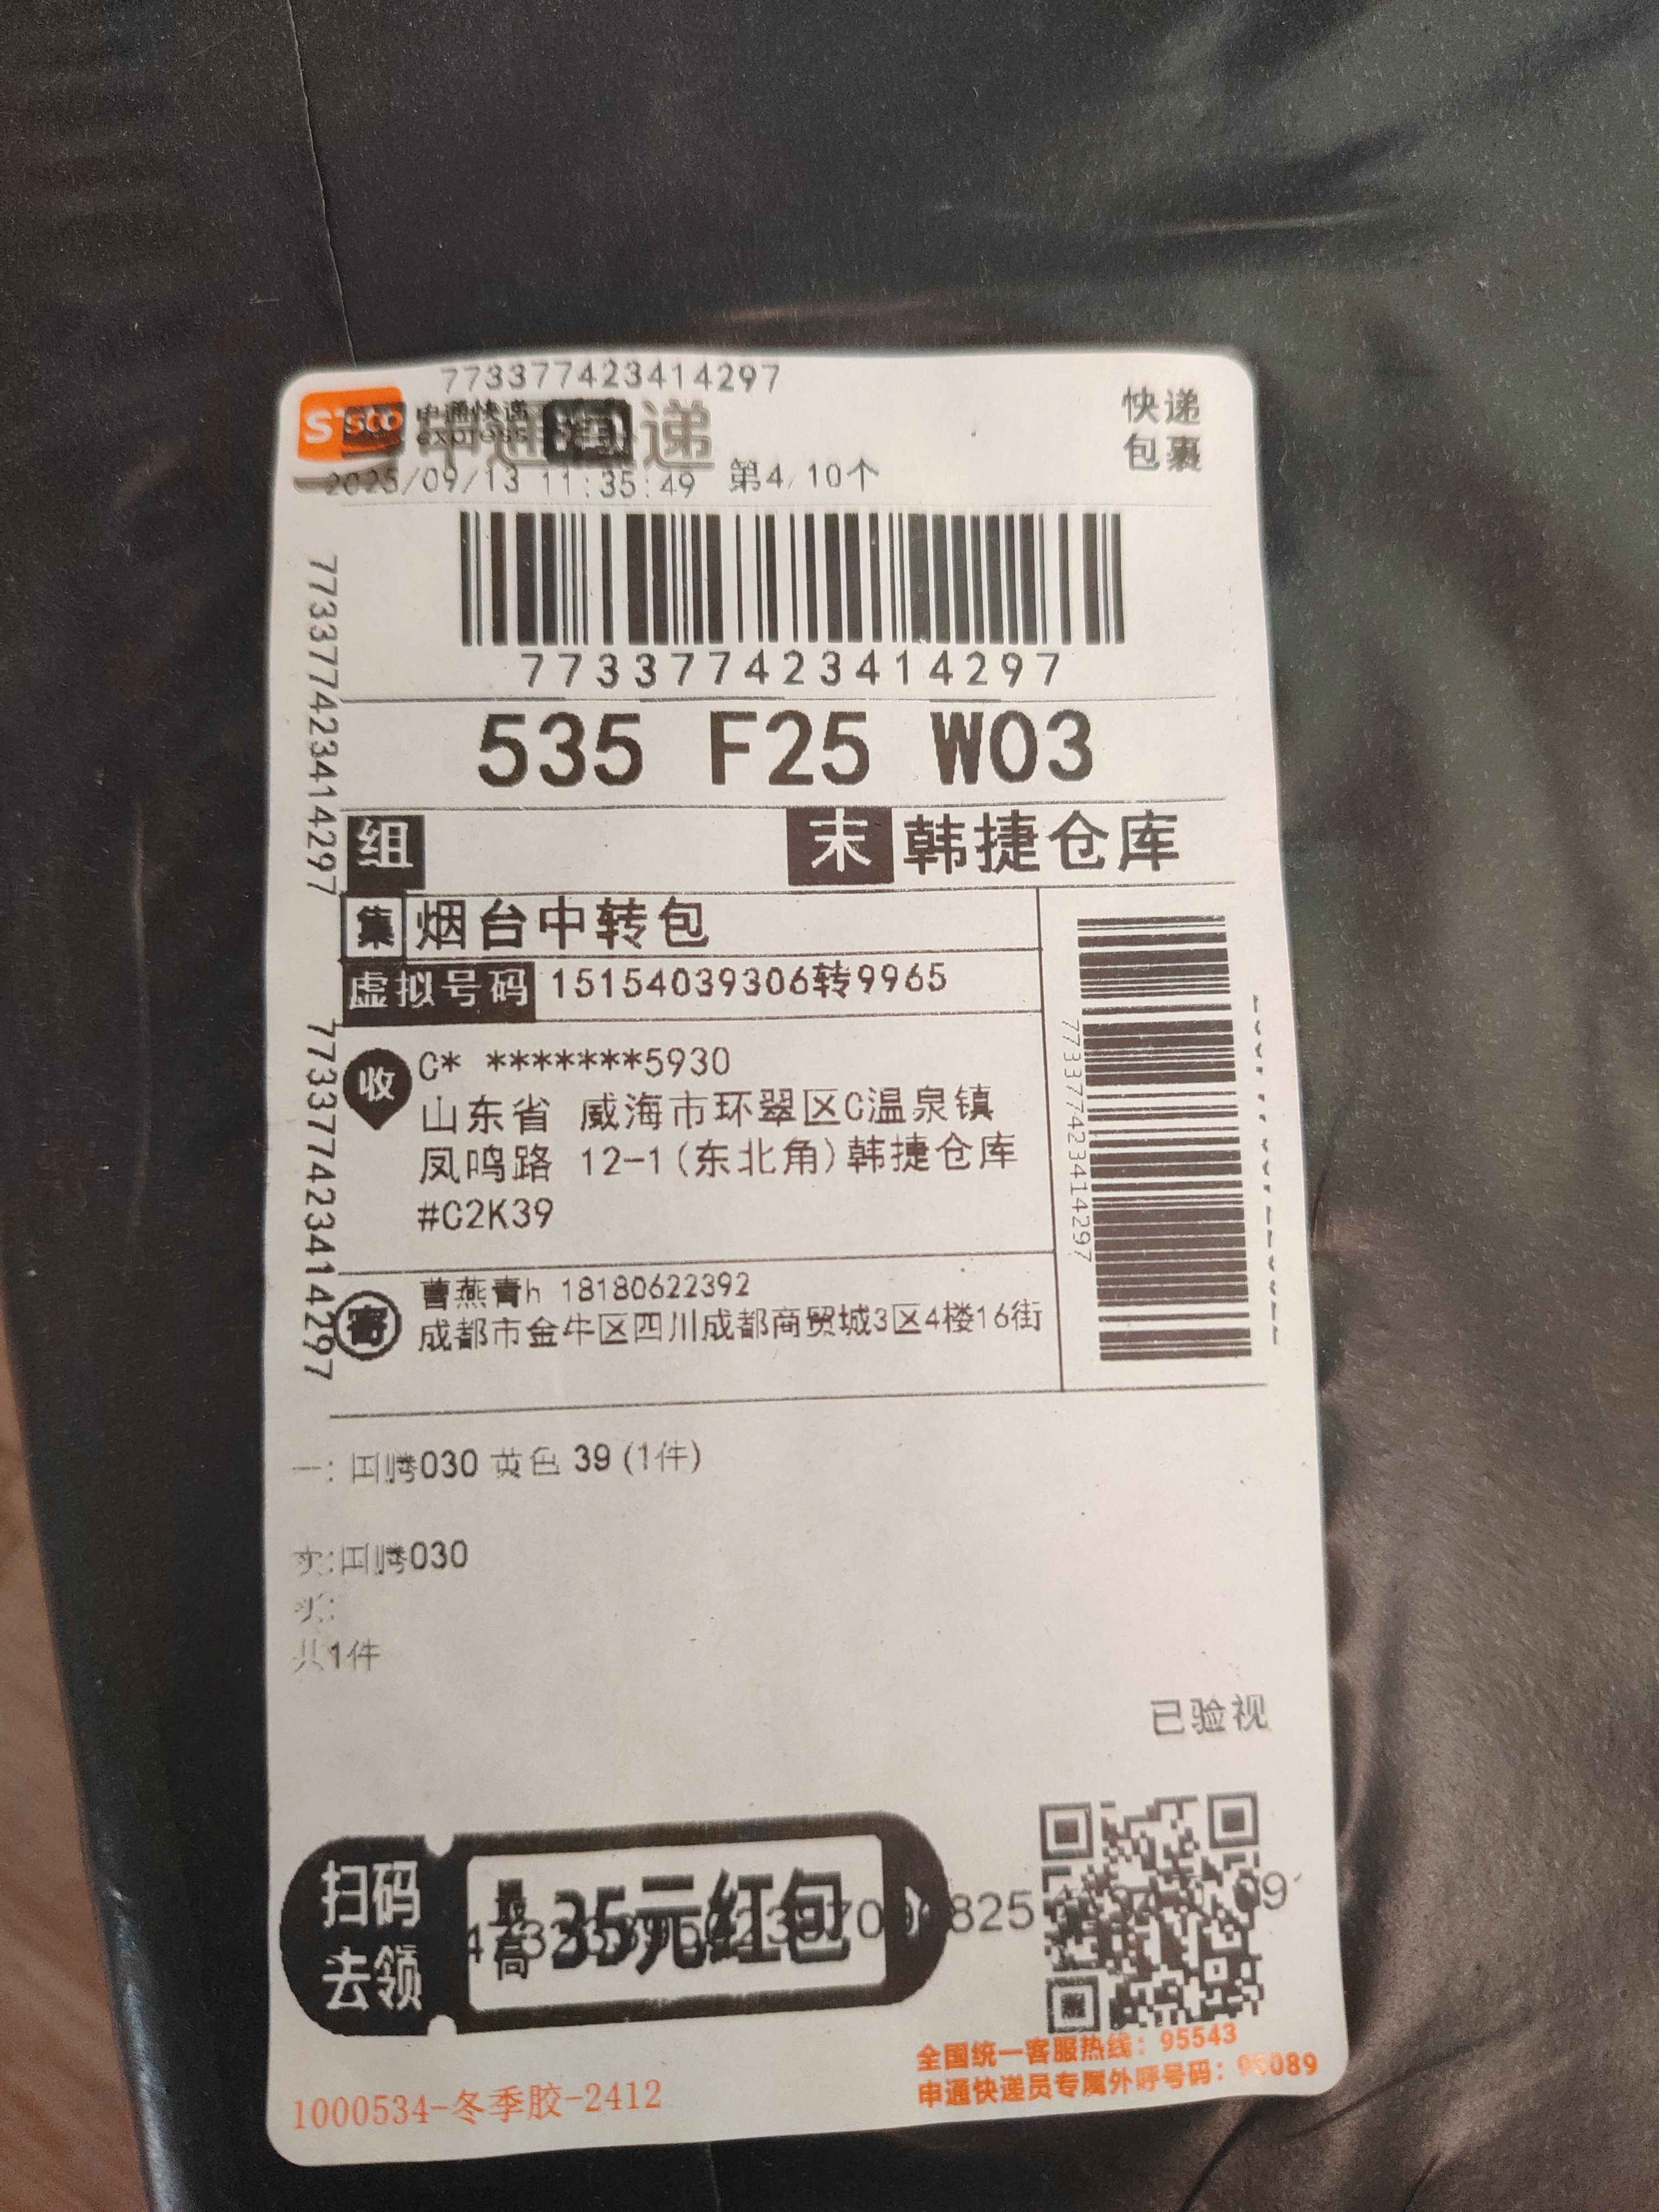 773377423414297
申通快递
express
2025/09/13 11:35:49 第4/10个
快递
包裹
773377423414297
773377423414297
535 F25 W03
组
末 韩捷仓库
集 烟台中转包
虚拟号码 15154039306转9965
收 C* *******5930
山东省 威海市环翠区C温泉镇
凤鸣路 12-1(东北角)韩捷仓库
#C2K39
773377423414297
773377423414297
寄 曹燕青h 18180622392
成都市金牛区四川成都商贸城3区4楼16街
030 黄色 39 (1件)
030
共1件
已验视
扫码
去领
最高35元红包
全国统一客服热线：95543
申通快递员专属外呼号码：95089
1000534-冬季胶-2412